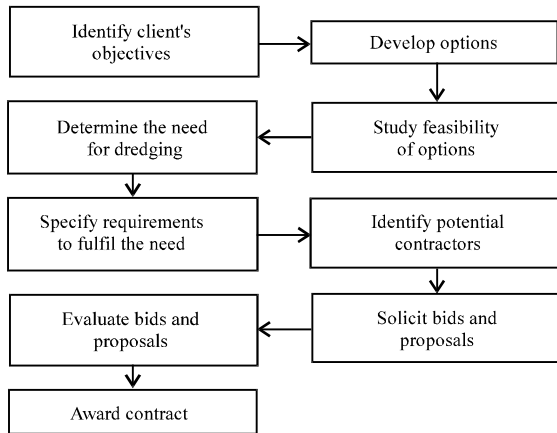 Identify client's
objectives
Develop options
Study feasibility
of options
Determine the need
for dredging
Specify requirements
to fulfil the need
Identify potential
contractors
Solicit bids and
proposals
Evaluate bids and
proposals
Award contract